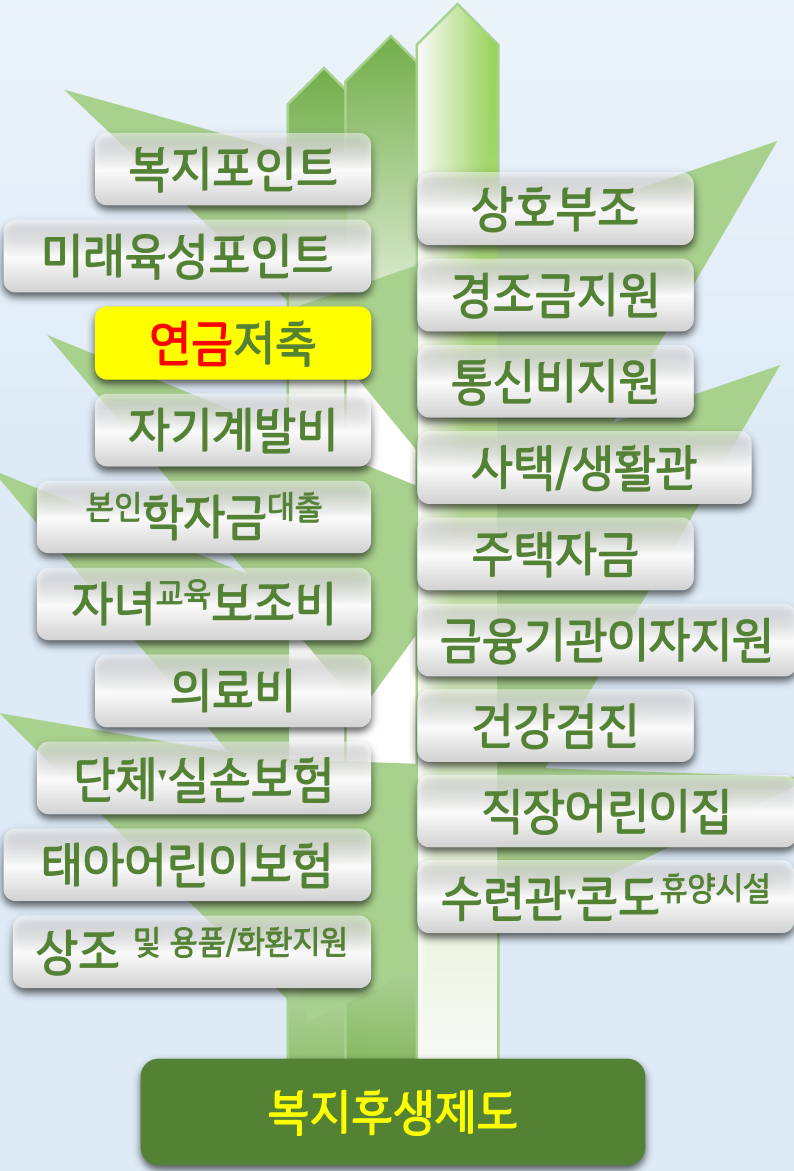 복지포인트
미래육성포인트
연금저축
자기계발비
본인학자금대출
자녀교육보조비
의료비
단체▾실손보험
태아어린이보험
상조 및 용품/화환지원
상호부조
경조금지원
통신비지원
사택/생활관
주택자금
금융기관이자지원
건강검진
직장어린이집
수련관▾콘도휴양시설
복지후생제도